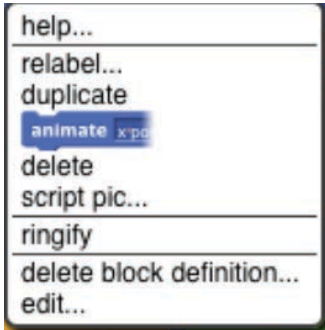 help...
relabel...
duplicate
animate
delete
script pic...
ringify
delete block definition...
edit...